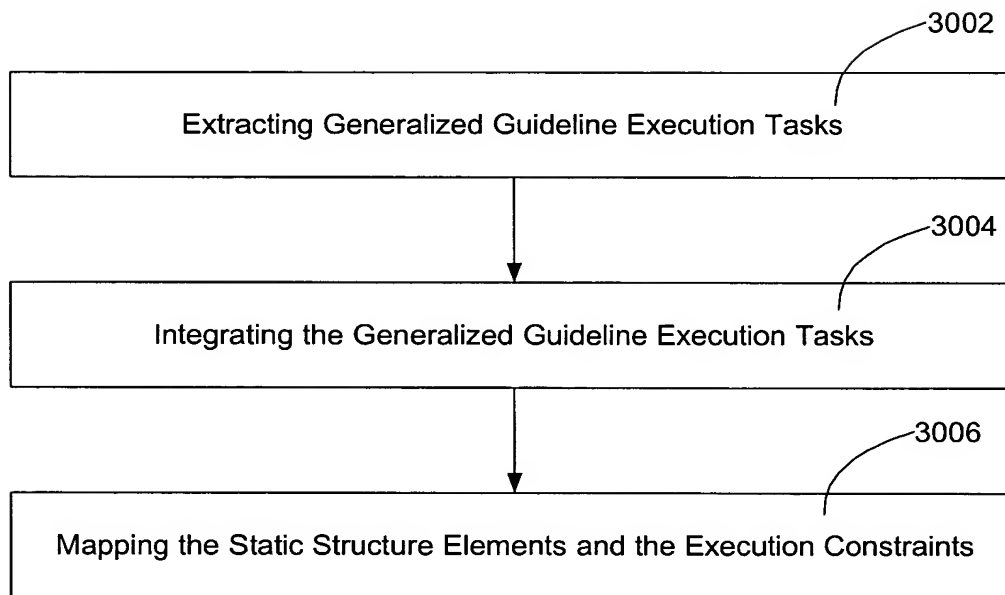 3002
Extracting Generalized Guideline Execution Tasks
3004
Integrating the Generalized Guideline Execution Tasks
3006
Mapping the Static Structure Elements and the Execution Constraints